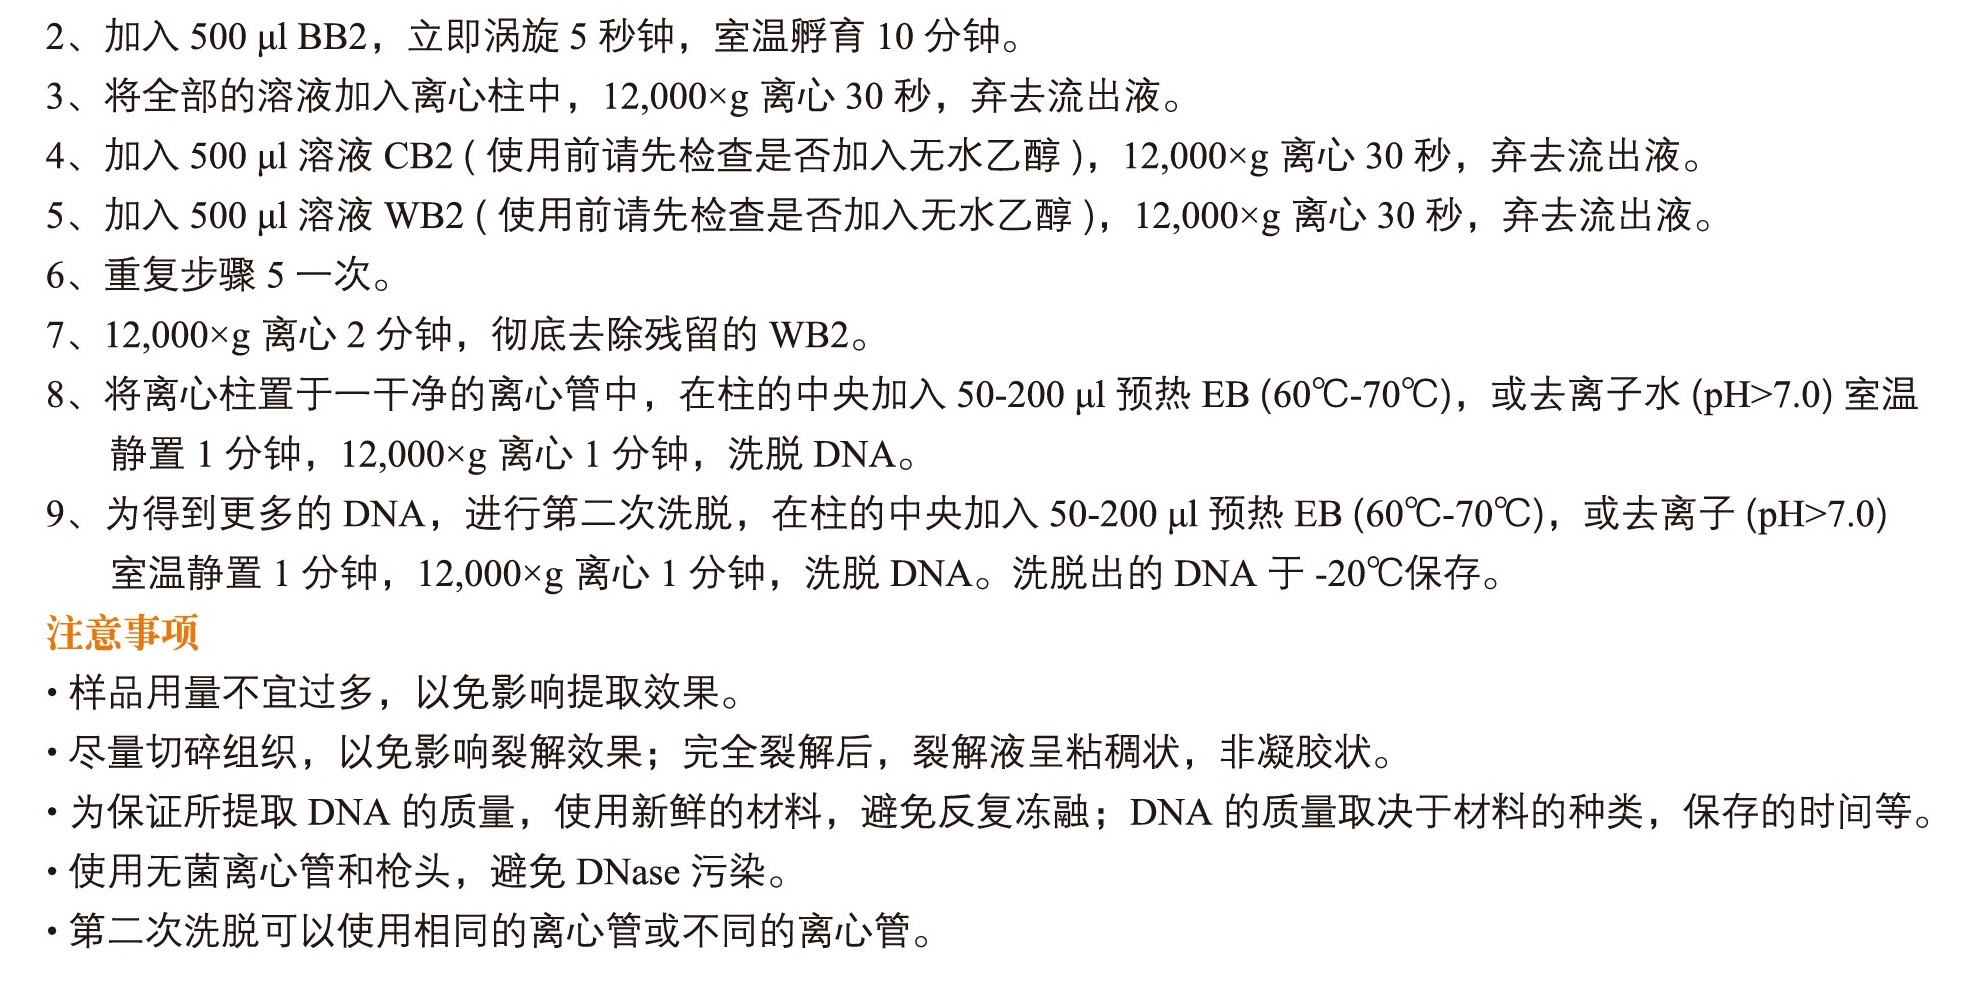 2、加入 500 μl BB2，立即涡旋 5 秒钟，室温孵育 10 分钟。
3、将全部的溶液加入离心柱中，12,000×g 离心 30 秒，弃去流出液。
4、加入 500 μl 溶液 CB2 ( 使用前请先检查是否加入无水乙醇 )，12,000×g 离心 30 秒，弃去流出液。
5、加入 500 μl 溶液 WB2 ( 使用前请先检查是否加入无水乙醇 )，12,000×g 离心 30 秒，弃去流出液。
6、重复步骤 5 一次。
7、12,000×g 离心 2 分钟，彻底去除残留的 WB2。
8、将离心柱置于一干净的离心管中，在柱的中央加入 50-200 μl 预热 EB (60℃-70℃)，或去离子水 (pH>7.0) 室温
静置 1 分钟，12,000×g 离心 1 分钟，洗脱 DNA。
9、为得到更多的 DNA，进行第二次洗脱，在柱的中央加入 50-200 μl 预热 EB (60℃-70℃)，或去离子 (pH>7.0)
室温静置 1 分钟，12,000×g 离心 1 分钟，洗脱 DNA。洗脱出的 DNA 于 -20℃保存。
注意事项
• 样品用量不宜过多，以免影响提取效果。
• 尽量切碎组织，以免影响裂解效果；完全裂解后，裂解液呈粘稠状，非凝胶状。
• 为保证所提取 DNA 的质量，使用新鲜的材料，避免反复冻融；DNA 的质量取决于材料的种类，保存的时间等。
• 使用无菌离心管和枪头，避免 DNase 污染。
• 第二次洗脱可以使用相同的离心管或不同的离心管。